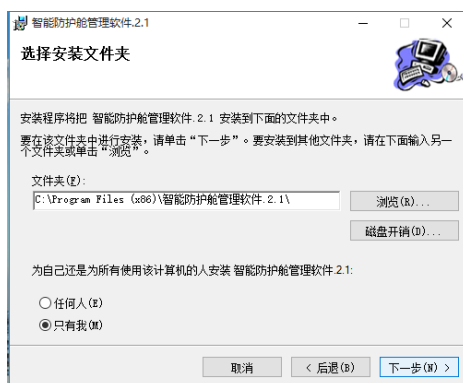 智能防护舱管理软件.2.1
选择安装文件夹
安装程序将把 智能防护舱管理软件.2.1 安装到下面的文件夹中。
要在该文件夹中进行安装，请单击“下一步”。要安装到其他文件夹，请在下面输入另一
个文件夹或单击“浏览”。
文件夹(F):
C:\Program Files (x86)\智能防护舱管理软件.2.1\
浏览(R)...
磁盘开销(D)...
为自己还是为所有使用该计算机的人安装 智能防护舱管理软件.2.1:
任何人(E)
只有我(M)
取消
< 后退(B)
下一步(N) >